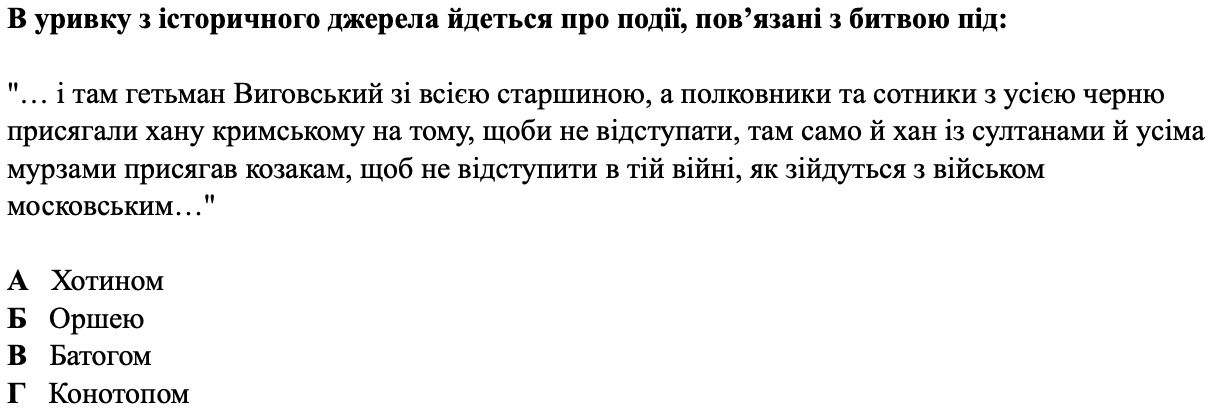 В уривку з історичного джерела йдеться про події, пов’язані з битвою під:
"… і там гетьман Виговський зі всією старшиною, а полковники та сотники з усією черню
присягали хану кримському на тому, щоби не відступати, там само й хан із султанами й усіма
мурзами присягав козакам, щоб не відступити в тій війні, як зійдуться з військом
московським…"
А Хотином
Б Оршею
В Батогом
Г Конотопом